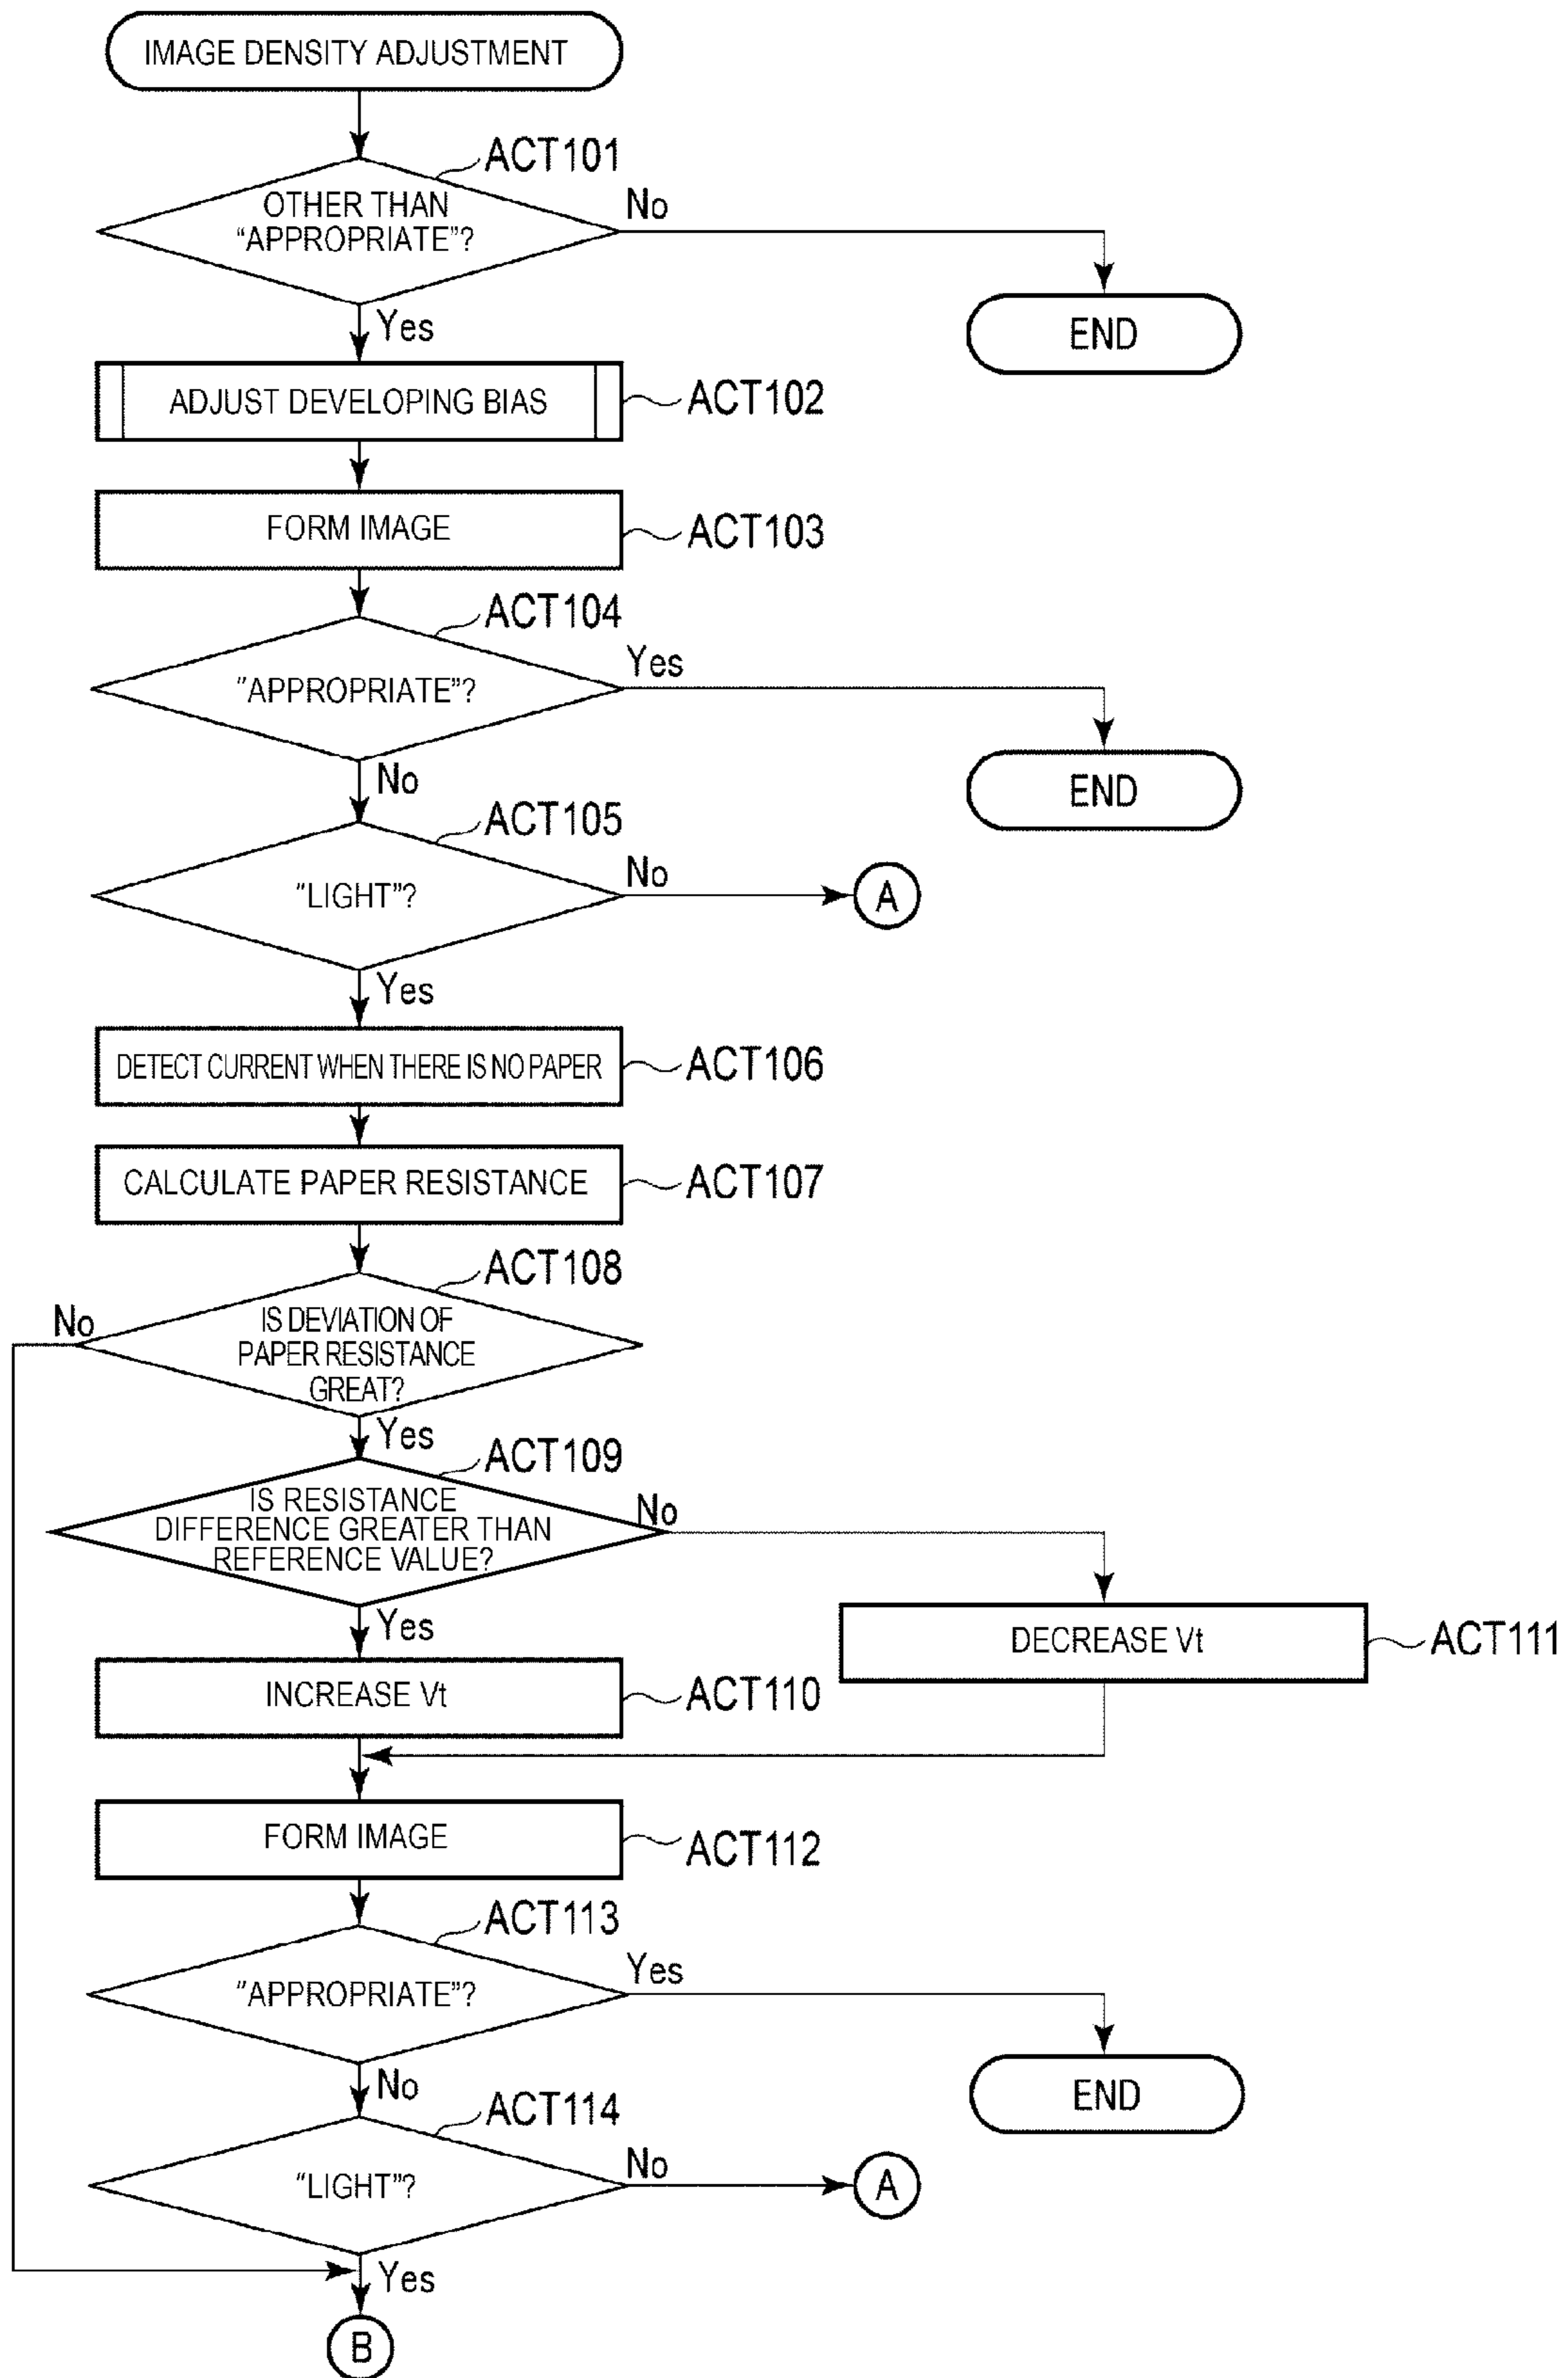 IMAGE DENSITY ADJUSTMENT
ACT101
OTHER THAN
“APPROPRIATE”?
No
END
Yes
ADJUST DEVELOPING BIAS
ACT102
FORM IMAGE
ACT103
ACT104
“APPROPRIATE”?
Yes
END
No
ACT105
“LIGHT”?
No
A
Yes
DETECT CURRENT WHEN THERE IS NO PAPER
ACT106
CALCULATE PAPER RESISTANCE
ACT107
ACT108
No
IS DEVIATION OF
PAPER RESISTANCE
GREAT?
Yes
ACT109
IS RESISTANCE
DIFFERENCE GREATER THAN
REFERENCE VALUE?
No
Yes
DECREASE Vt
ACT111
INCREASE Vt
ACT110
FORM IMAGE
ACT112
ACT113
“APPROPRIATE”?
Yes
END
No
ACT114
“LIGHT”?
No
A
Yes
B